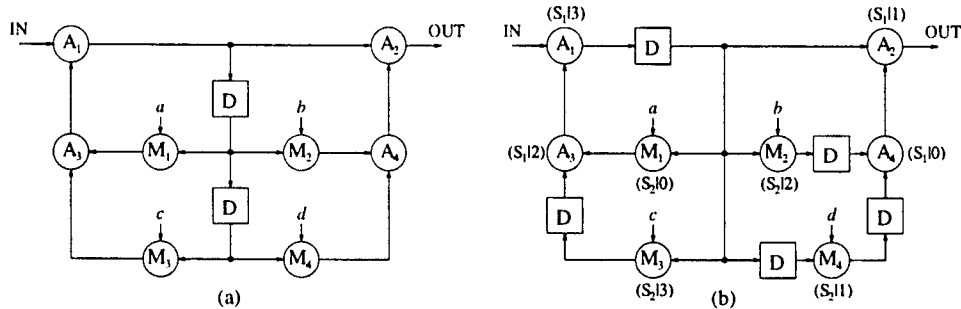 IN A₁ A₂ OUT
D
a b
A₃ M₁ M₂ A₄
D
c d
M₃ M₄
(a)
(S₁|3) (S₁|1)
IN A₁ D A₂ OUT
a b
(S₁|2) A₃ M₁ M₂ D A₄ (S₁|0)
(S₂|0) (S₂|2)
D c d D
M₃ D M₄
(S₂|3) (S₂|1)
(b)